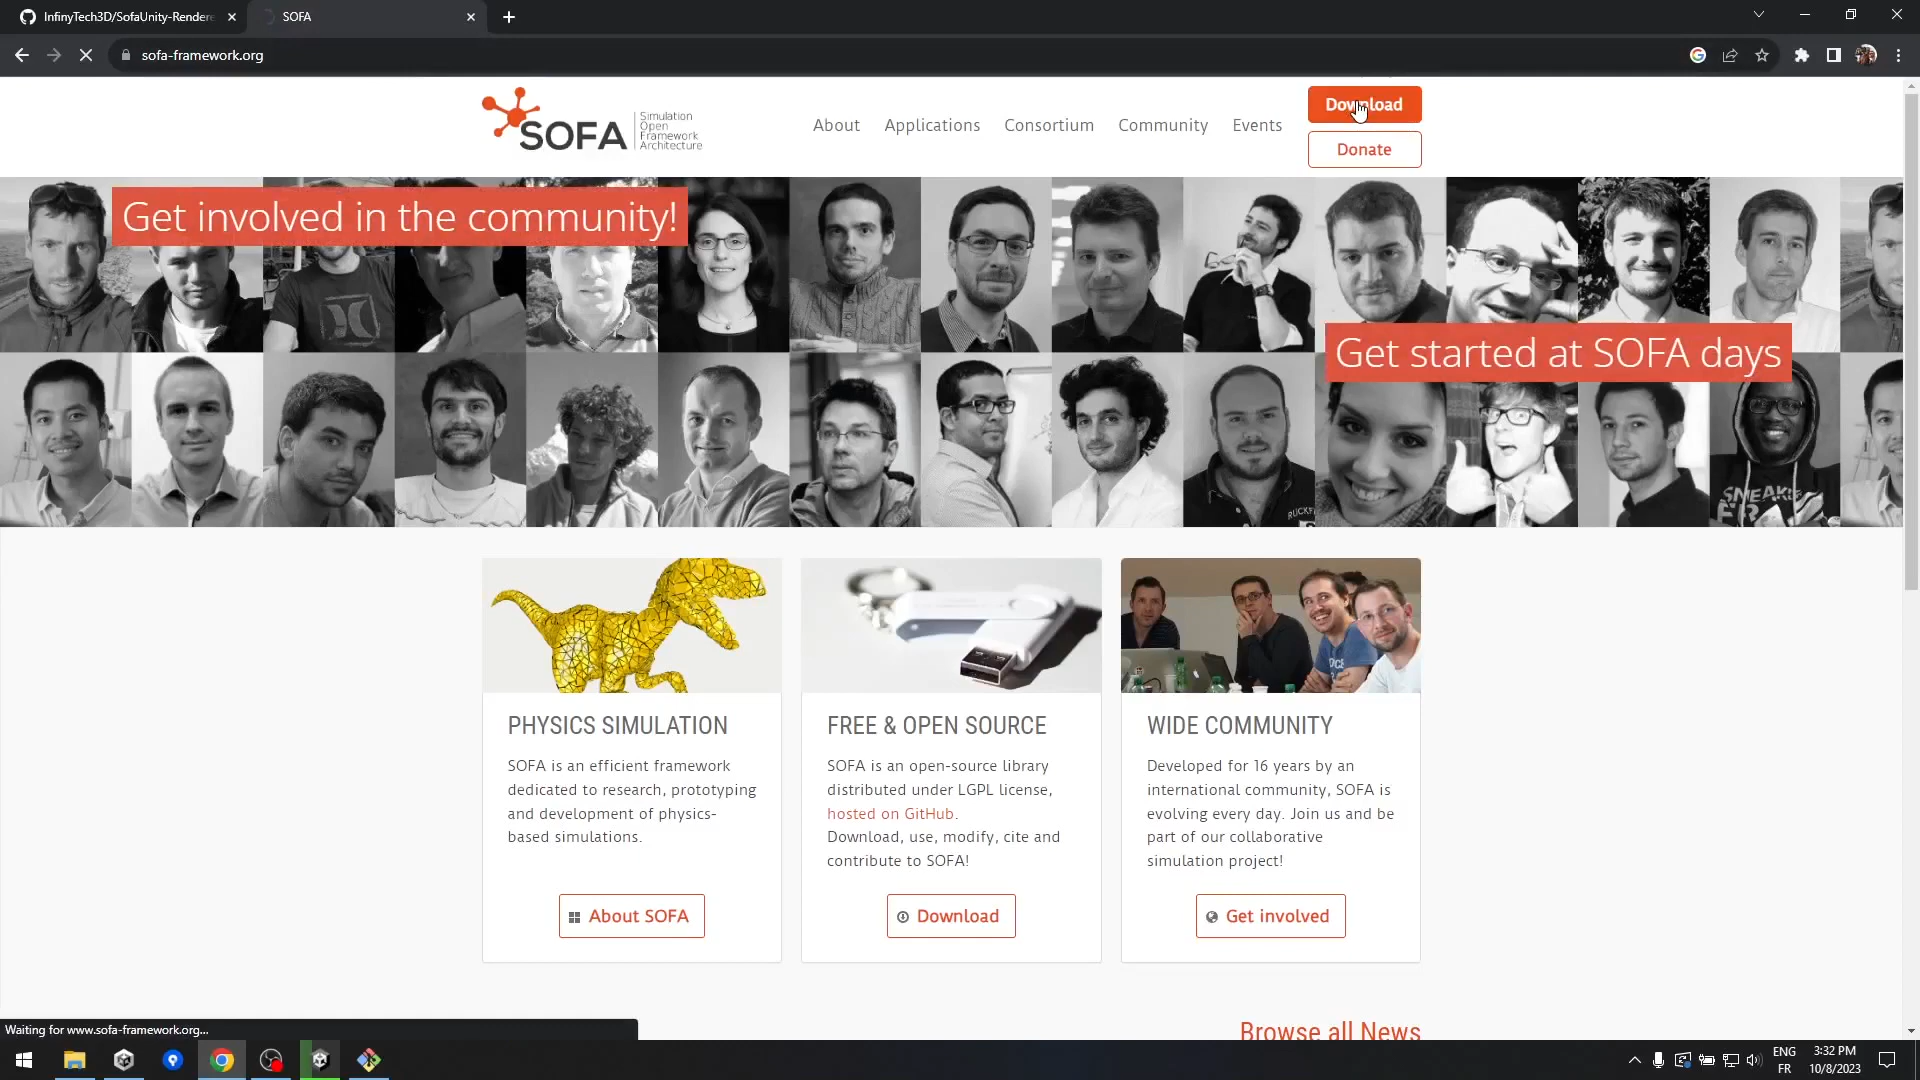 InfinyTech3D/SofaUnity-Rendere
SOFA
sofa-framework.org
SOFA
Simulation
Open
Framework
Architecture
About
Applications
Consortium
Community
Events
Download
Donate
Get involved in the community!
Get started at SOFA days
PHYSICS SIMULATION
SOFA is an efficient framework
dedicated to research, prototyping
and development of physics-
based simulations.
About SOFA
FREE & OPEN SOURCE
SOFA is an open-source library
distributed under LGPL license,
hosted on GitHub.
Download, use, modify, cite and
contribute to SOFA!
Download
WIDE COMMUNITY
Developed for 16 years by an
international community, SOFA is
evolving every day. Join us and be
part of our collaborative
simulation project!
Get involved
Browse all News
Waiting for www.sofa-framework.org...
ENG
FR
3:32 PM
10/8/2023